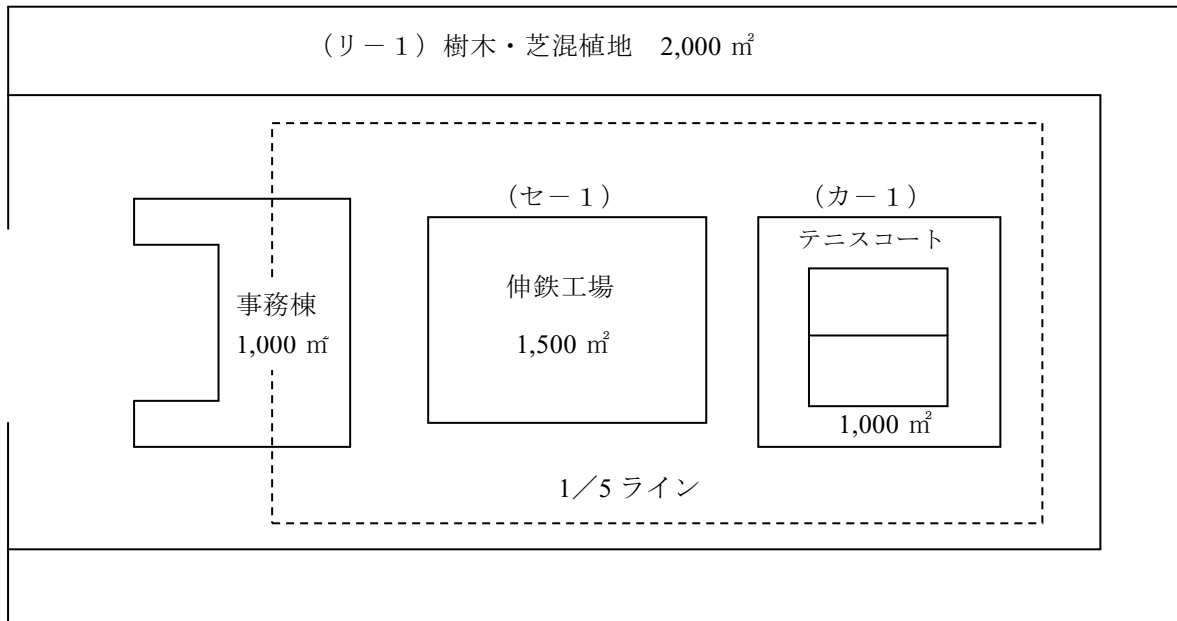 (リ-1)樹木・芝混植地 2,000 ㎡
(セ-1)
(カ-1)
テニスコート
伸鉄工場
事務棟
1,000 ㎡
1,500 ㎡
1,000 ㎡
1/5 ライン